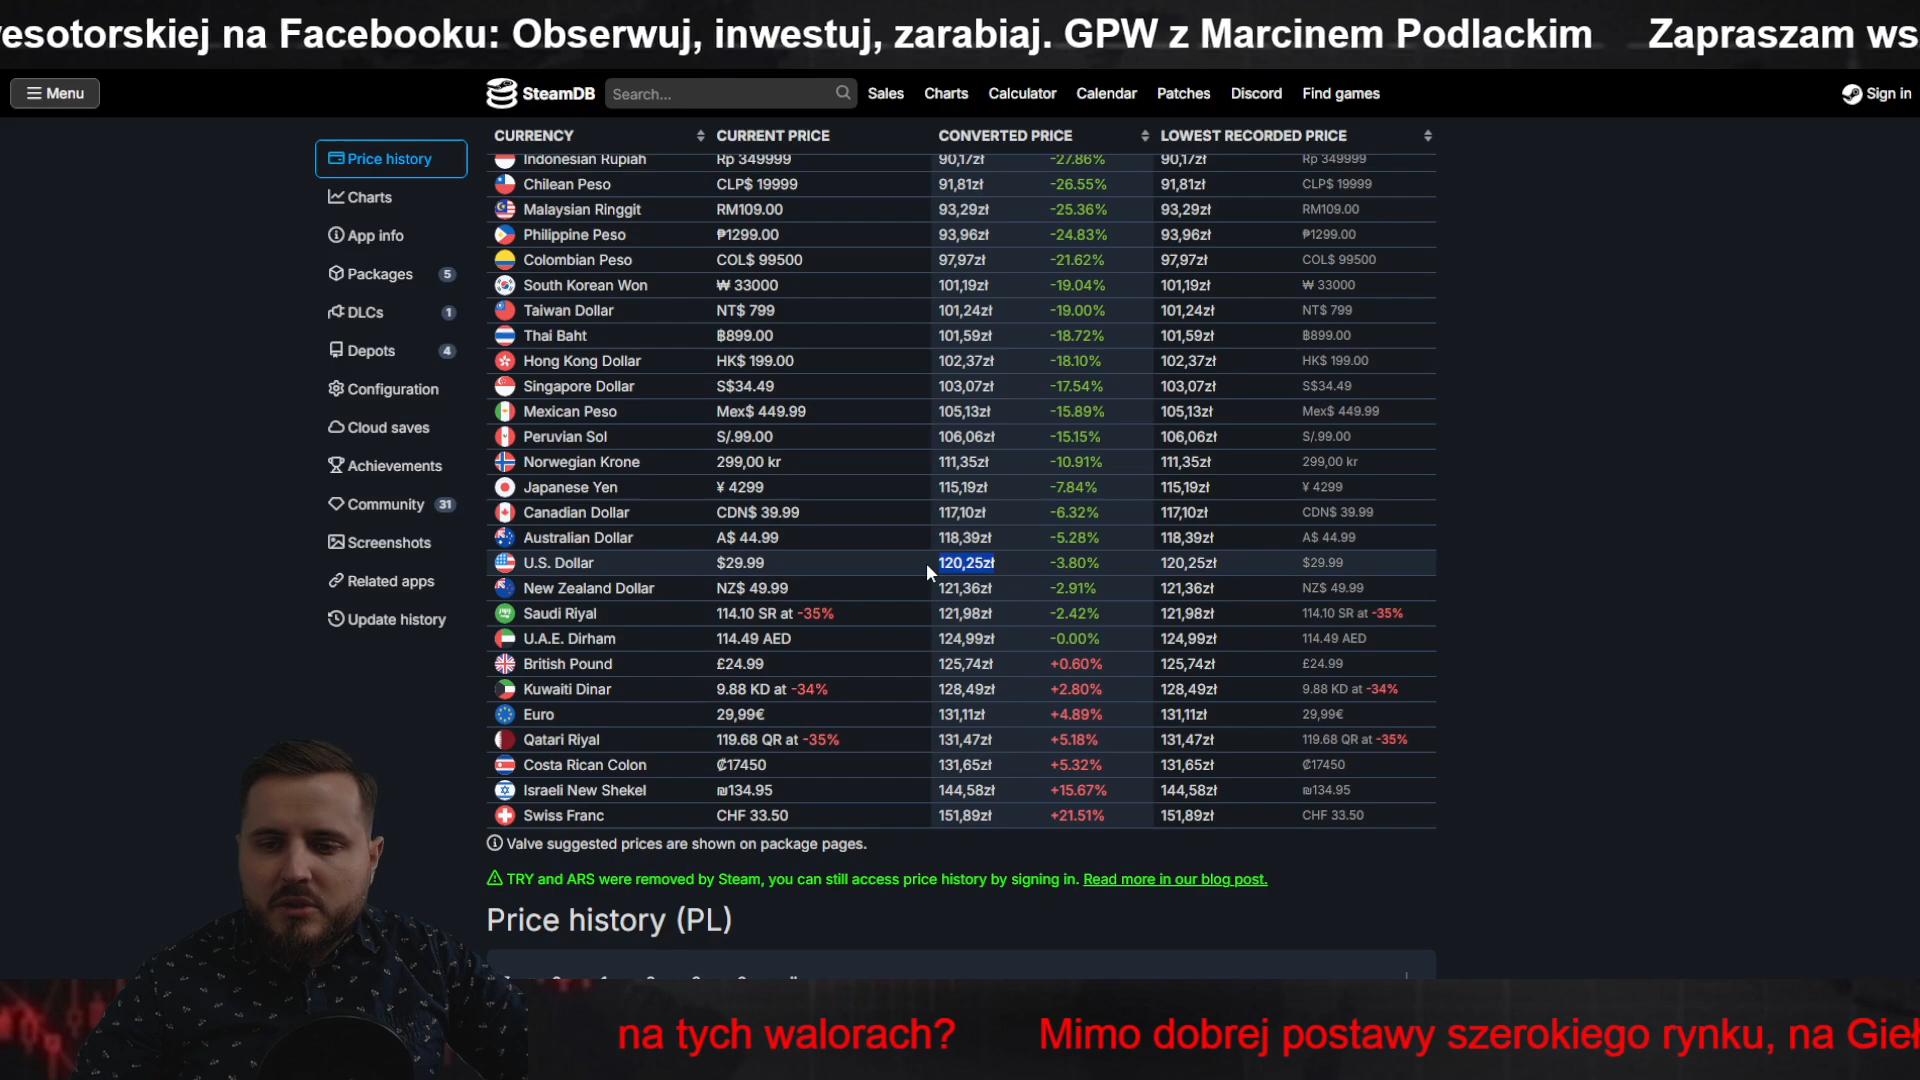 esotorskiej na Facebooku: Obserwuj, inwestuj, zarabiaj. GPW z Marcinem Podlackim Zapraszam ws
Menu SteamDB Search... Sales Charts Calculator Calendar Patches Discord Find games Sign in
CURRENCY CURRENT PRICE CONVERTED PRICE LOWEST RECORDED PRICE
Price history
Charts
App info
Packages 5
DLCs 1
Depots 4
Configuration
Cloud saves
Achievements
Community 31
Screenshots
Related apps
Update history
Indonesian Rupiah Rp 349999 90,17zł -27.86% 90,17zł Rp 349999
Chilean Peso CLP$ 19999 91,81zł -26.55% 91,81zł CLP$ 19999
Malaysian Ringgit RM109.00 93,29zł -25.36% 93,29zł RM109.00
Philippine Peso ₱1299.00 93,96zł -24.83% 93,96zł ₱1299.00
Colombian Peso COL$ 99500 97,97zł -21.62% 97,97zł COL$ 99500
South Korean Won ₩ 33000 101,19zł -19.04% 101,19zł ₩ 33000
Taiwan Dollar NT$ 799 101,24zł -19.00% 101,24zł NT$ 799
Thai Baht ฿899.00 101,59zł -18.72% 101,59zł ฿899.00
Hong Kong Dollar HK$ 199.00 102,37zł -18.10% 102,37zł HK$ 199.00
Singapore Dollar S$34.49 103,07zł -17.54% 103,07zł S$34.49
Mexican Peso Mex$ 449.99 105,13zł -15.89% 105,13zł Mex$ 449.99
Peruvian Sol S/.99.00 106,06zł -15.15% 106,06zł S/.99.00
Norwegian Krone 299,00 kr 111,35zł -10.91% 111,35zł 299,00 kr
Japanese Yen ¥ 4299 115,19zł -7.84% 115,19zł ¥ 4299
Canadian Dollar CDN$ 39.99 117,10zł -6.32% 117,10zł CDN$ 39.99
Australian Dollar A$ 44.99 118,39zł -5.28% 118,39zł A$ 44.99
U.S. Dollar $29.99 120,25zł -3.80% 120,25zł $29.99
New Zealand Dollar NZ$ 49.99 121,36zł -2.91% 121,36zł NZ$ 49.99
Saudi Riyal 114.10 SR at -35% 121,98zł -2.42% 121,98zł 114.10 SR at -35%
U.A.E. Dirham 114.49 AED 124,99zł -0.00% 124,99zł 114.49 AED
British Pound £24.99 125,74zł +0.60% 125,74zł £24.99
Kuwaiti Dinar 9.88 KD at -34% 128,49zł +2.80% 128,49zł 9.88 KD at -34%
Euro 29,99€ 131,11zł +4.89% 131,11zł 29,99€
Qatari Riyal 119.68 QR at -35% 131,47zł +5.18% 131,47zł 119.68 QR at -35%
Costa Rican Colon ₡17450 131,65zł +5.32% 131,65zł ₡17450
Israeli New Shekel ₪134.95 144,58zł +15.67% 144,58zł ₪134.95
Swiss Franc CHF 33.50 151,89zł +21.51% 151,89zł CHF 33.50
Valve suggested prices are shown on package pages.
TRY and ARS were removed by Steam, you can still access price history by signing in. Read more in our blog post.
Price history (PL)
na tych walorach? Mimo dobrej postawy szerokiego rynku, na Gieł